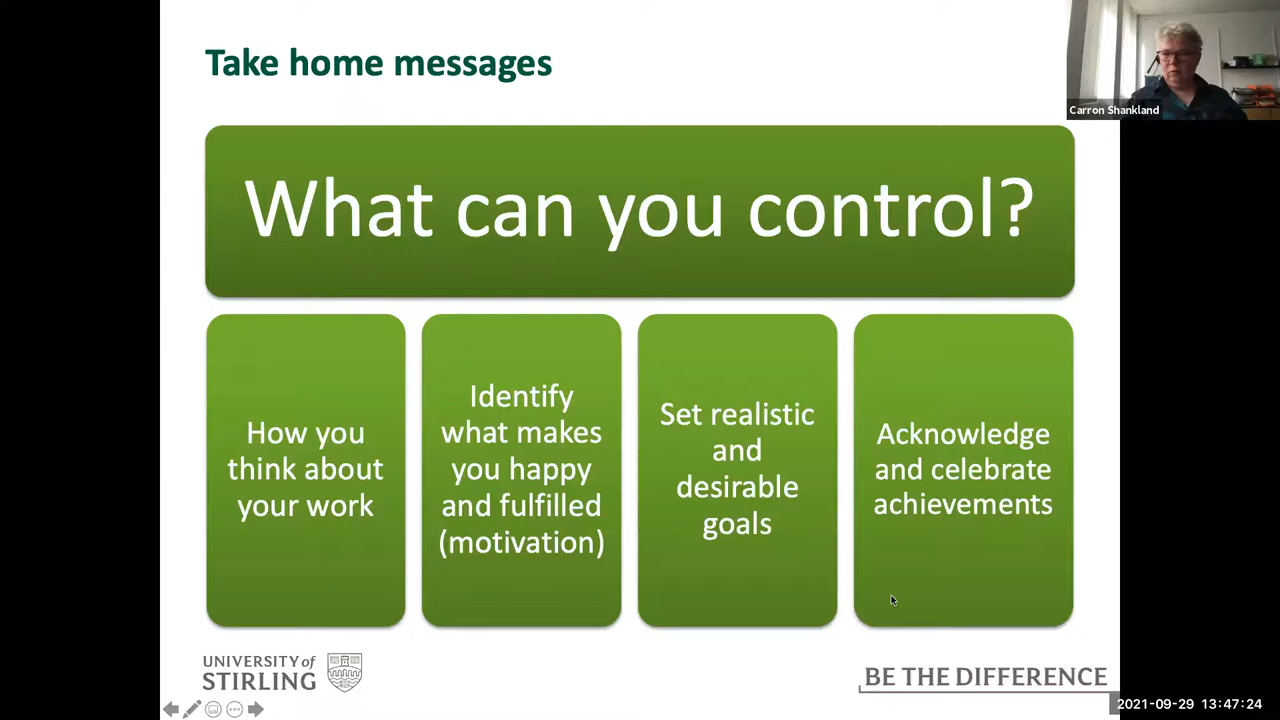 Take home messages
Carron Shankland
What can you control?
How you
think about
your work
Identify
what makes
you happy
and fulfilled
(motivation)
Set realistic
and
desirable
goals
Acknowledge
and celebrate
achievements
UNIVERSITY of
STIRLING
BE THE DIFFERENCE
2021-09-29 13:47:24